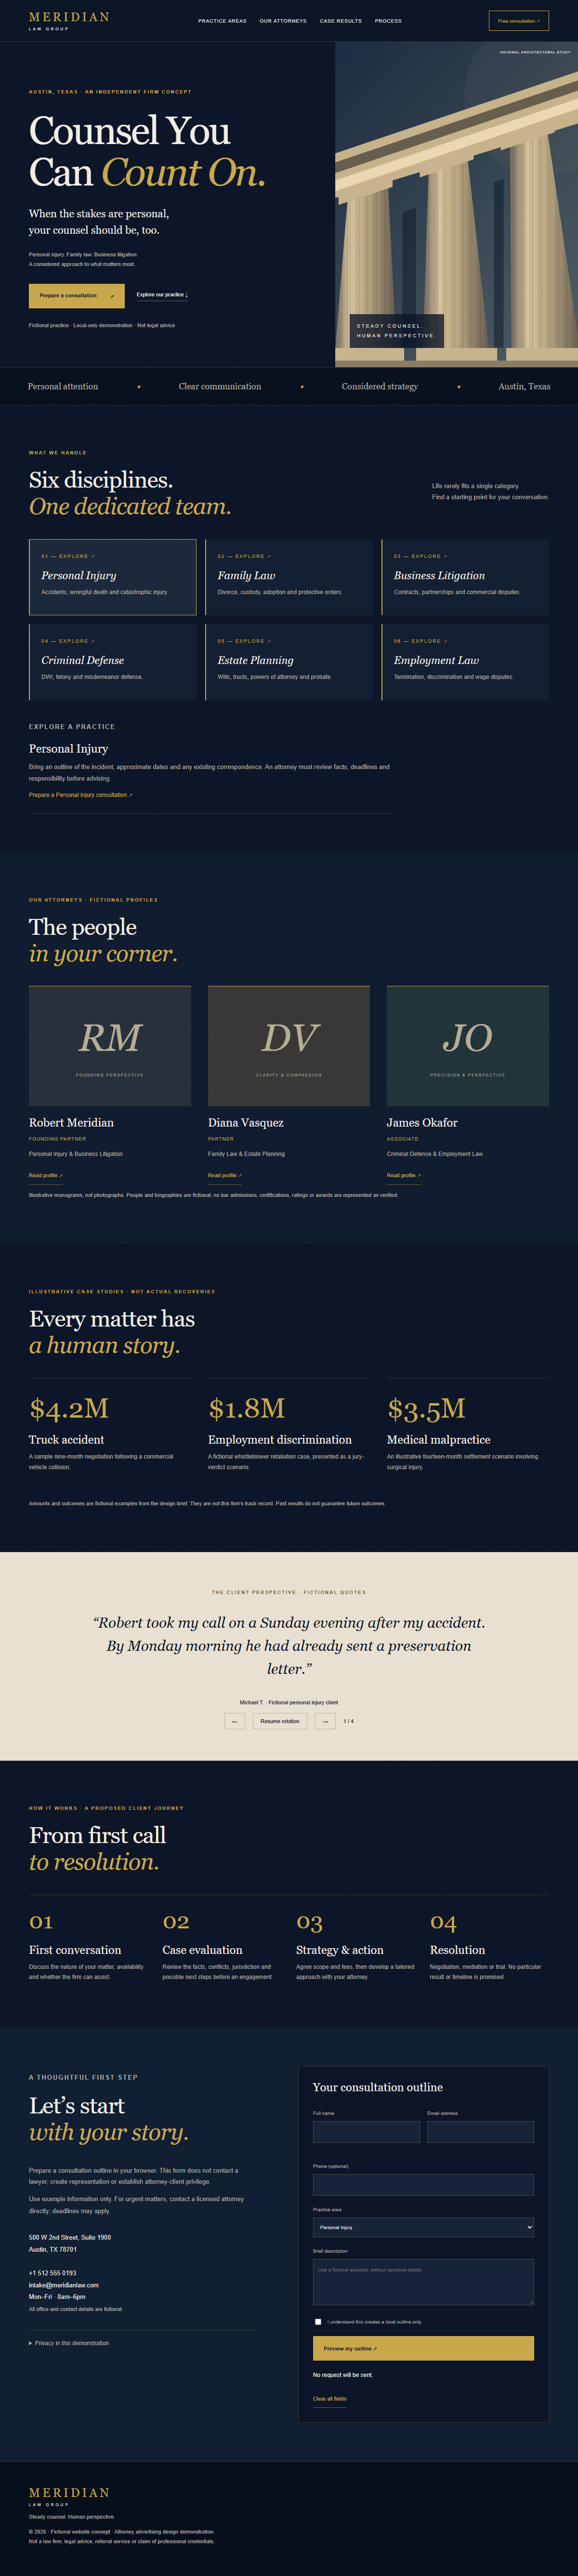 MERIDIAN
LAW GROUP
PRACTICE AREAS
OUR ATTORNEYS
CASE RESULTS
PROCESS
Free consultation ↗
ORIGINAL ARCHITECTURAL STUDY
AUSTIN, TEXAS · AN INDEPENDENT FIRM CONCEPT
Counsel You
Can Count On.
When the stakes are personal,
your counsel should be, too.
Personal injury. Family law. Business litigation.
A considered approach to what matters most.
Prepare a consultation ↗
Explore our practice ↓
Fictional practice · Local-only demonstration · Not legal advice
STEADY COUNSEL.
HUMAN PERSPECTIVE.
Personal attention ✦ Clear communication ✦ Considered strategy ✦ Austin, Texas
WHAT WE HANDLE
Six disciplines.
One dedicated team.
Life rarely fits a single category.
Find a starting point for your conversation.
01 — EXPLORE ↗
Personal Injury
Accidents, wrongful death and catastrophic injury.
02 — EXPLORE ↗
Family Law
Divorce, custody, adoption and protective orders.
03 — EXPLORE ↗
Business Litigation
Contracts, partnerships and commercial disputes.
04 — EXPLORE ↗
Criminal Defense
DWI, felony and misdemeanor defense.
05 — EXPLORE ↗
Estate Planning
Wills, trusts, powers of attorney and probate.
06 — EXPLORE ↗
Employment Law
Termination, discrimination and wage disputes.
EXPLORE A PRACTICE
Personal Injury
Bring an outline of the incident, approximate dates and any existing correspondence. An attorney must review facts, deadlines and
responsibility before advising.
Prepare a Personal Injury consultation ↗
OUR ATTORNEYS · FICTIONAL PROFILES
The people
in your corner.
RM
FOUNDING PERSPECTIVE
Robert Meridian
FOUNDING PARTNER
Personal Injury & Business Litigation
Read profile ↗
DV
CLARITY & COMPASSION
Diana Vasquez
PARTNER
Family Law & Estate Planning
Read profile ↗
JO
PRECISION & PERSPECTIVE
James Okafor
ASSOCIATE
Criminal Defense & Employment Law
Read profile ↗
Illustrative monograms, not photographs. People and biographies are fictional; no bar admissions, certifications, ratings or awards are represented as verified.
ILLUSTRATIVE CASE STUDIES · NOT ACTUAL RECOVERIES
Every matter has
a human story.
$4.2M
Truck accident
A sample nine-month negotiation following a commercial
vehicle collision.
$1.8M
Employment discrimination
A fictional whistleblower retaliation case, presented as a jury-
verdict scenario.
$3.5M
Medical malpractice
An illustrative fourteen-month settlement scenario involving
surgical injury.
Amounts and outcomes are fictional examples from the design brief. They are not this firm's track record. Past results do not guarantee future outcomes.
THE CLIENT PERSPECTIVE · FICTIONAL QUOTES
“Robert took my call on a Sunday evening after my accident.
By Monday morning he had already sent a preservation
letter.”
Michael T. · Fictional personal injury client
← Resume rotation → 1 / 4
HOW IT WORKS · A PROPOSED CLIENT JOURNEY
From first call
to resolution.
01
First conversation
Discuss the nature of your matter, availability
and whether the firm can assist.
02
Case evaluation
Review the facts, conflicts, jurisdiction and
possible next steps before an engagement.
03
Strategy & action
Agree scope and fees, then develop a tailored
approach with your attorney.
04
Resolution
Negotiation, mediation or trial. No particular
result or timeline is promised.
A THOUGHTFUL FIRST STEP
Let’s start
with your story.
Prepare a consultation outline in your browser. This form does not contact a
lawyer, create representation or establish attorney-client privilege.
Use example information only. For urgent matters, contact a licensed attorney
directly; deadlines may apply.
500 W 2nd Street, Suite 1900
Austin, TX 78701
+1 512 555 0193
intake@meridianlaw.com
Mon–Fri · 8am–6pm
All office and contact details are fictional.
▶ Privacy in this demonstration
Your consultation outline
Full name
Email address
Phone (optional)
Practice area
Personal Injury
Brief description
Use a fictional example, without sensitive details
I understand this creates a local outline only.
Preview my outline ↗
No request will be sent.
Clear all fields
MERIDIAN
LAW GROUP
Steady counsel. Human perspective.
© 2026 · Fictional website concept · Attorney advertising design demonstration.
Not a law firm, legal advice, referral service or claim of professional credentials.